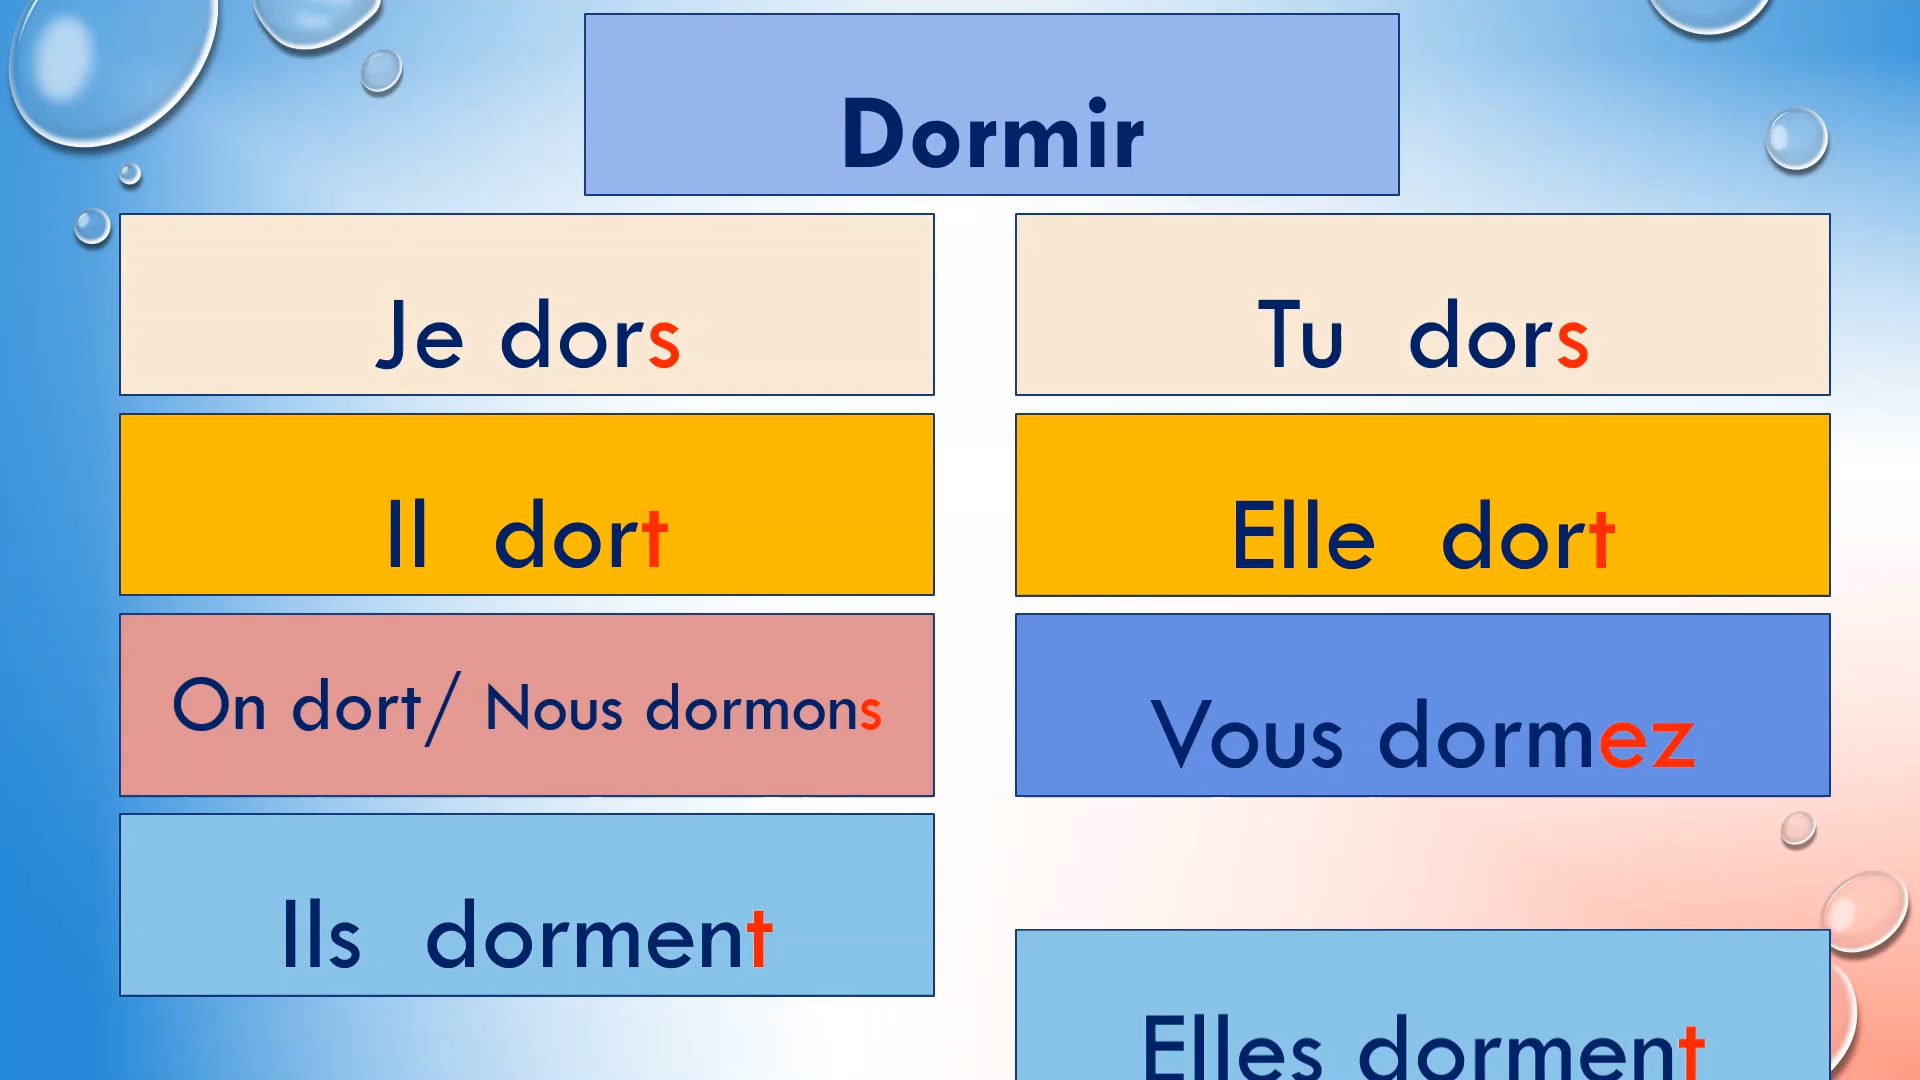 Dormir
Je dors
Tu dors
Il dort
Elle dort
On dort/ Nous dormons
Vous dormez
Ils dorment
Elles dorment